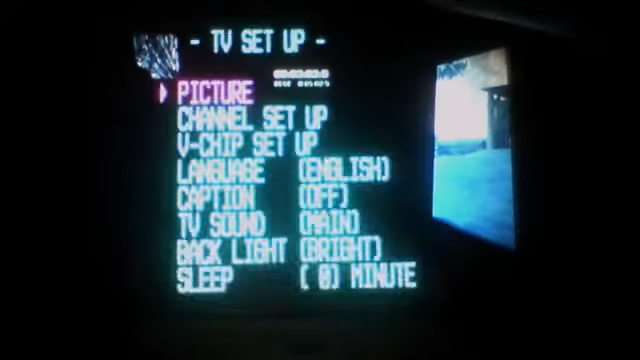 - TV SET UP -
PICTURE
CHANNEL SET UP
V-CHIP SET UP
LANGUAGE (ENGLISH)
CAPTION (OFF)
TV SOUND (MAIN)
BACK LIGHT (BRIGHT)
SLEEP ( 0) MINUTE